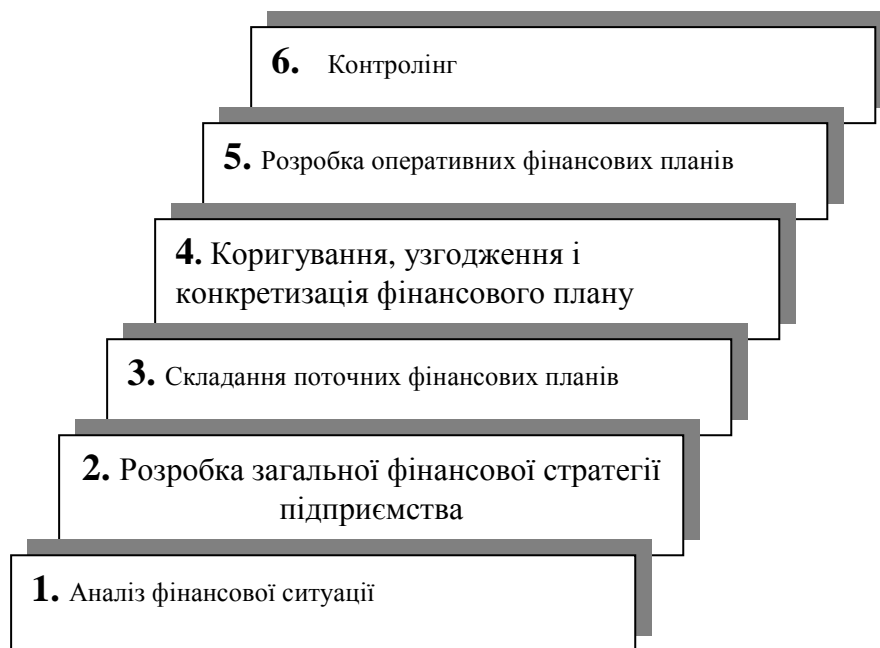 6. Контролінг
5. Розробка оперативних фінансових планів
4. Коригування, узгодження і
конкретизація фінансового плану
3. Складання поточних фінансових планів
2. Розробка загальної фінансової стратегії
підприємства
1. Аналіз фінансової ситуації